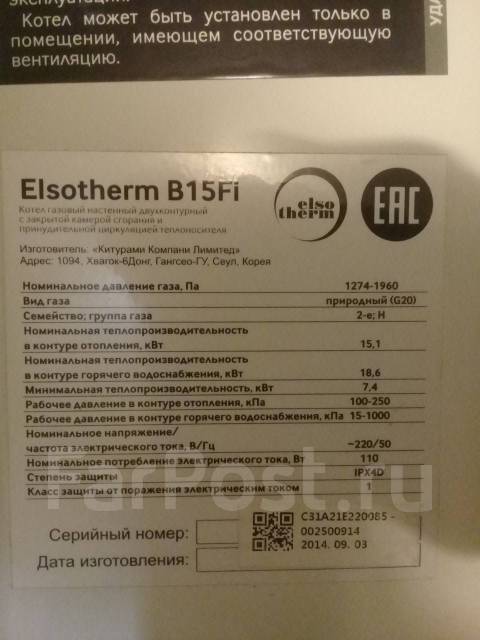 эксплуатации.
Котел может быть установлен только в
помещении, имеющем соответствующую
вентиляцию.
УДА
Elsotherm B15Fi
elso
therm
EAC
Котел газовый настенный двухконтурный
с закрытой камерой сгорания и
принудительной циркуляцией теплоносителя
Изготовитель: «Китурами Компани Лимитед»
Адрес: 1094, Хвагок-6Донг, Гангсео-ГУ, Сеул, Корея
Номинальное давление газа, Па 1274-1960
Вид газа природный (G20)
Семейство; группа газа 2-е; Н
Номинальная теплопроизводительность
в контуре отопления, кВт 15,1
Номинальная теплопроизводительность
в контуре горячего водоснабжения, кВт 18,6
Минимальная теплопроизводительность, кВт 7,4
Рабочее давление в контуре отопления, кПа 100-250
Рабочее давление в контуре горячего водоснабжения, кПа 15-1000
Номинальное напряжение/
частота электрического тока, В/Гц ~220/50
Номинальное потребление электрического тока, Вт 110
Степень защиты IPX4D
Класс защиты от поражения электрическим током 1
FarPost.ru
Серийный номер: C31A21E220085 -
002500914
Дата изготовления: 2014. 09. 03